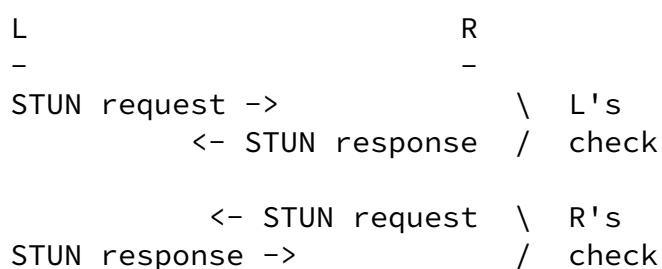 L                       R
-                       -
STUN request ->             \  L's
          <- STUN response  /  check
           <- STUN request  \  R's
STUN response ->            /  check